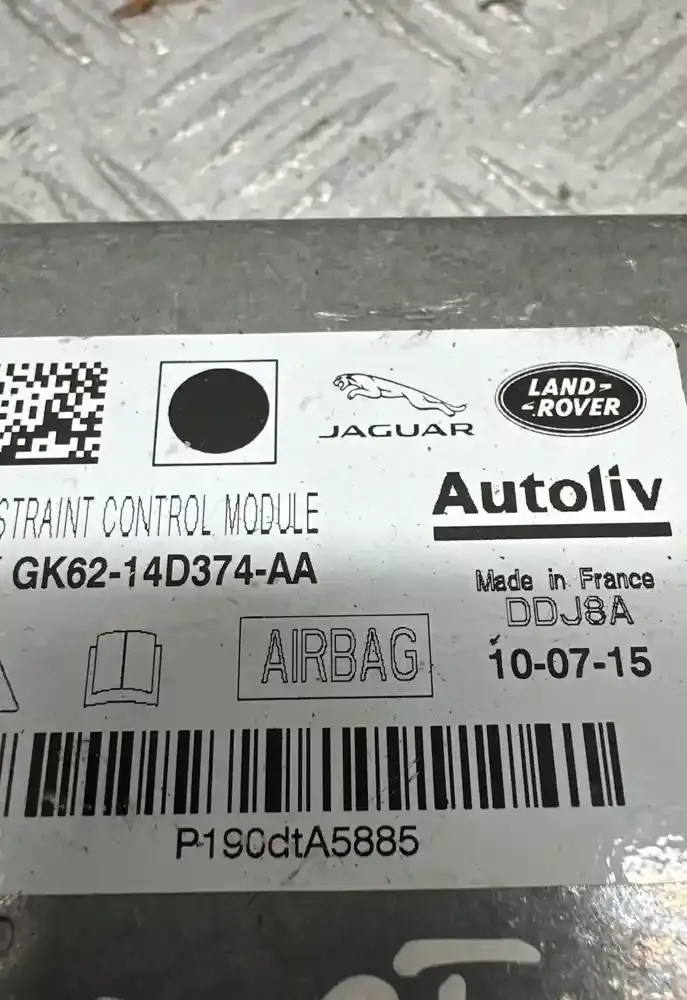 JAGUAR
LAND-
-ROVER
Autoliv
STRAINT CONTROL MODULE
GK62-14D374-AA
Made in France
DDJ8A
AIRBAG
10-07-15
P190dtA5885